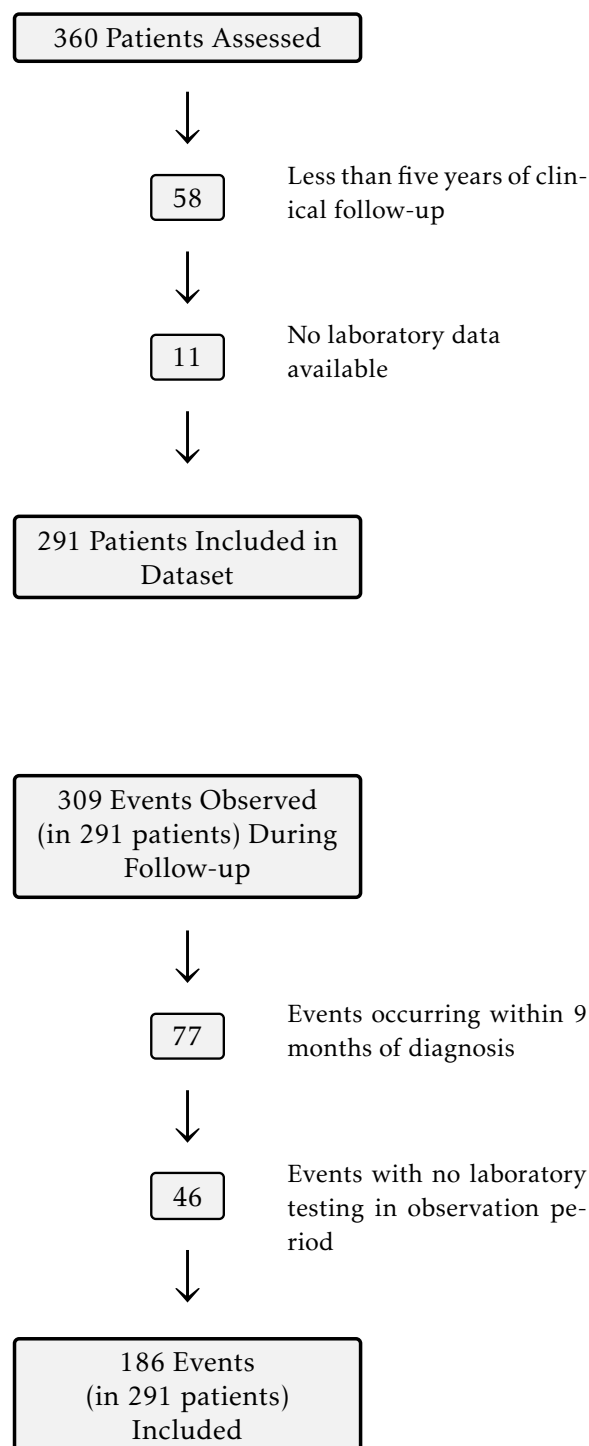 360 Patients Assessed
58
Less than five years of clin-
ical follow-up
11
No laboratory data
available
291 Patients Included in
Dataset
309 Events Observed
(in 291 patients) During
Follow-up
77
Events occurring within 9
months of diagnosis
46
Events with no laboratory
testing in observation pe-
riod
186 Events
(in 291 patients)
Included